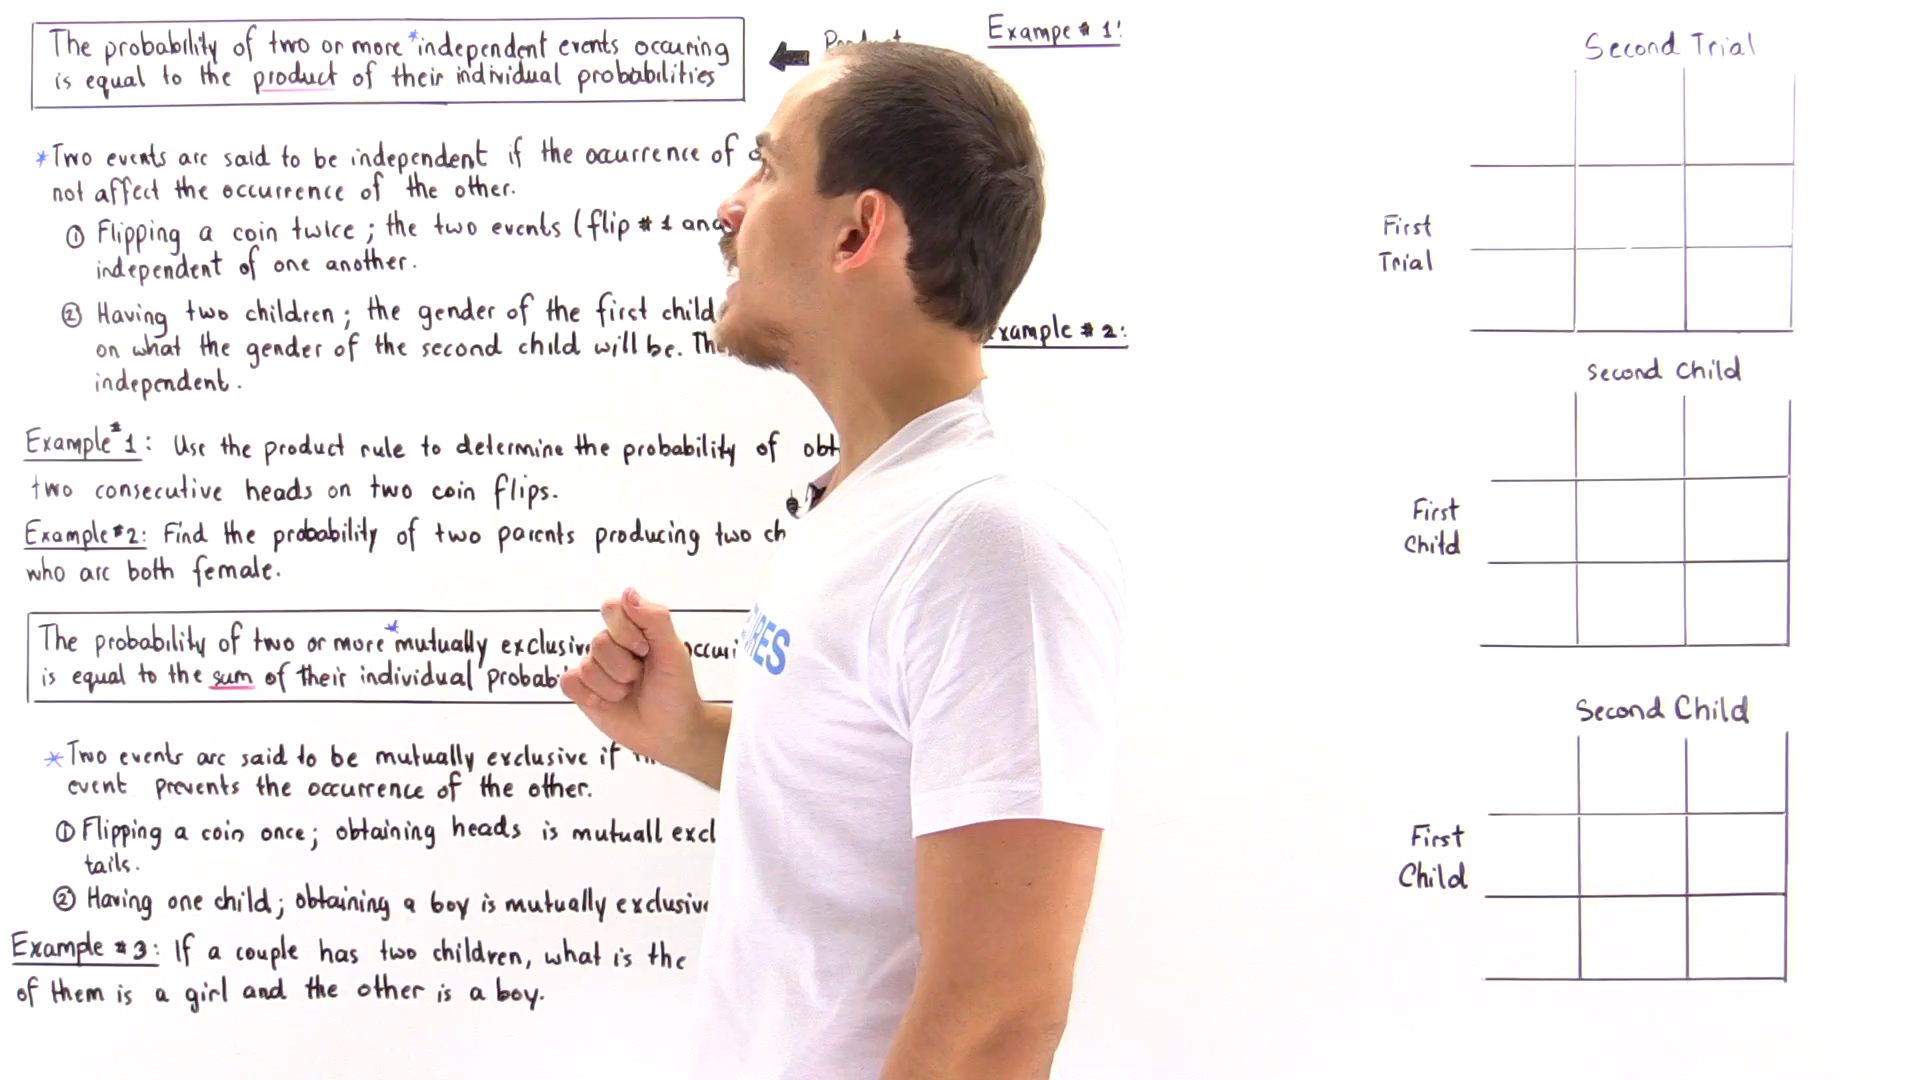 The probability of two or more *independent events occuring
is equal to the product of their individual probabilities
*Two events are said to be independent if the ocurrence of
not affect the occurrence of the other.
① Flipping a coin twice; the two events (flip # 1 and
independent of one another.
② Having two children; the gender of the first child
on what the gender of the second child will be.
independent.
Example #1: Use the product rule to determine the probability of
two consecutive heads on two coin flips.
Example #2: Find the probability of two parents producing two
who are both female.
The probability of two or more *mutually
is equal to the sum of their individual
*Two events are said to be mutually exclusive if
event prevents the occurrence of the other.
① Flipping a coin once; obtaining heads is mutuall
tails.
② Having one child; obtaining a boy is mutually
Example # 3: If a couple has two children, what is the
of them is a girl and the other is a boy.
Exampe # 1:
Example # 2:
Second Trial
First
Trial
Second Child
First
Child
Second Child
First
Child